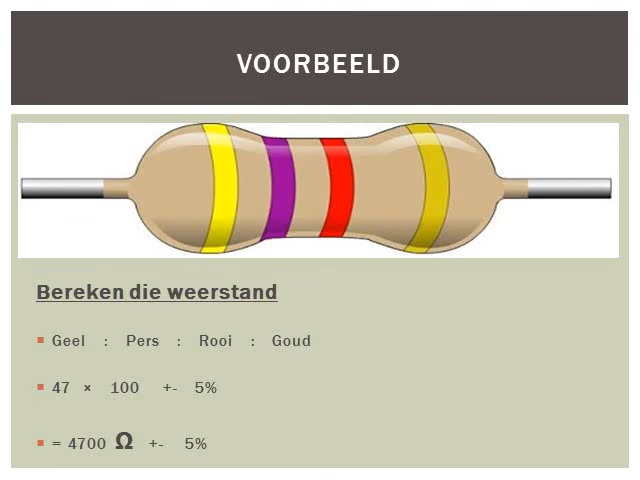 VOORBEELD
Bereken die weerstand
Geel : Pers : Rooi : Goud
47 × 100 +- 5%
= 4700 Ω +- 5%